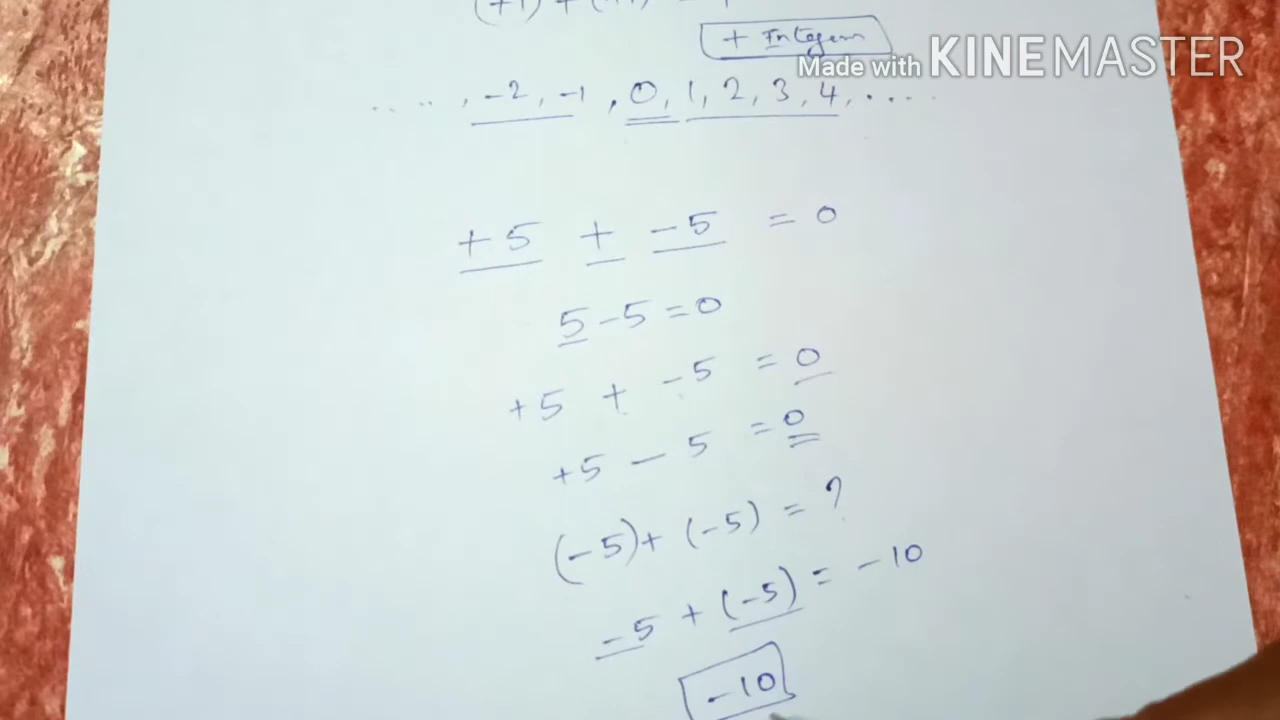 + Integers
Made with KINEMASTER
....., -2, -1, 0, 1, 2, 3, 4, ....
+5 + -5 = 0
5-5=0
+5 + -5 = 0
+5 - 5 = 0
(-5)+ (-5) = ?
-5 + (-5) = -10
-10